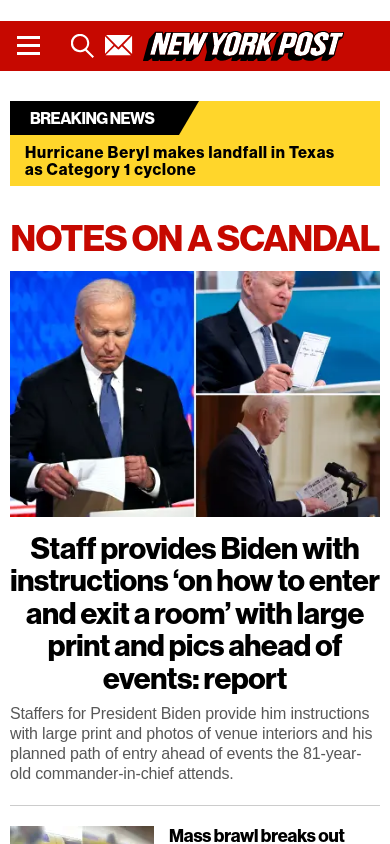 NEW YORK POST
BREAKING NEWS
Hurricane Beryl makes landfall in Texas
as Category 1 cyclone
NOTES ON A SCANDAL
Staff provides Biden with
instructions ‘on how to enter
and exit a room’ with large
print and pics ahead of
events: report
Staffers for President Biden provide him instructions
with large print and photos of venue interiors and his
planned path of entry ahead of events the 81-year-
old commander-in-chief attends.
Mass brawl breaks out